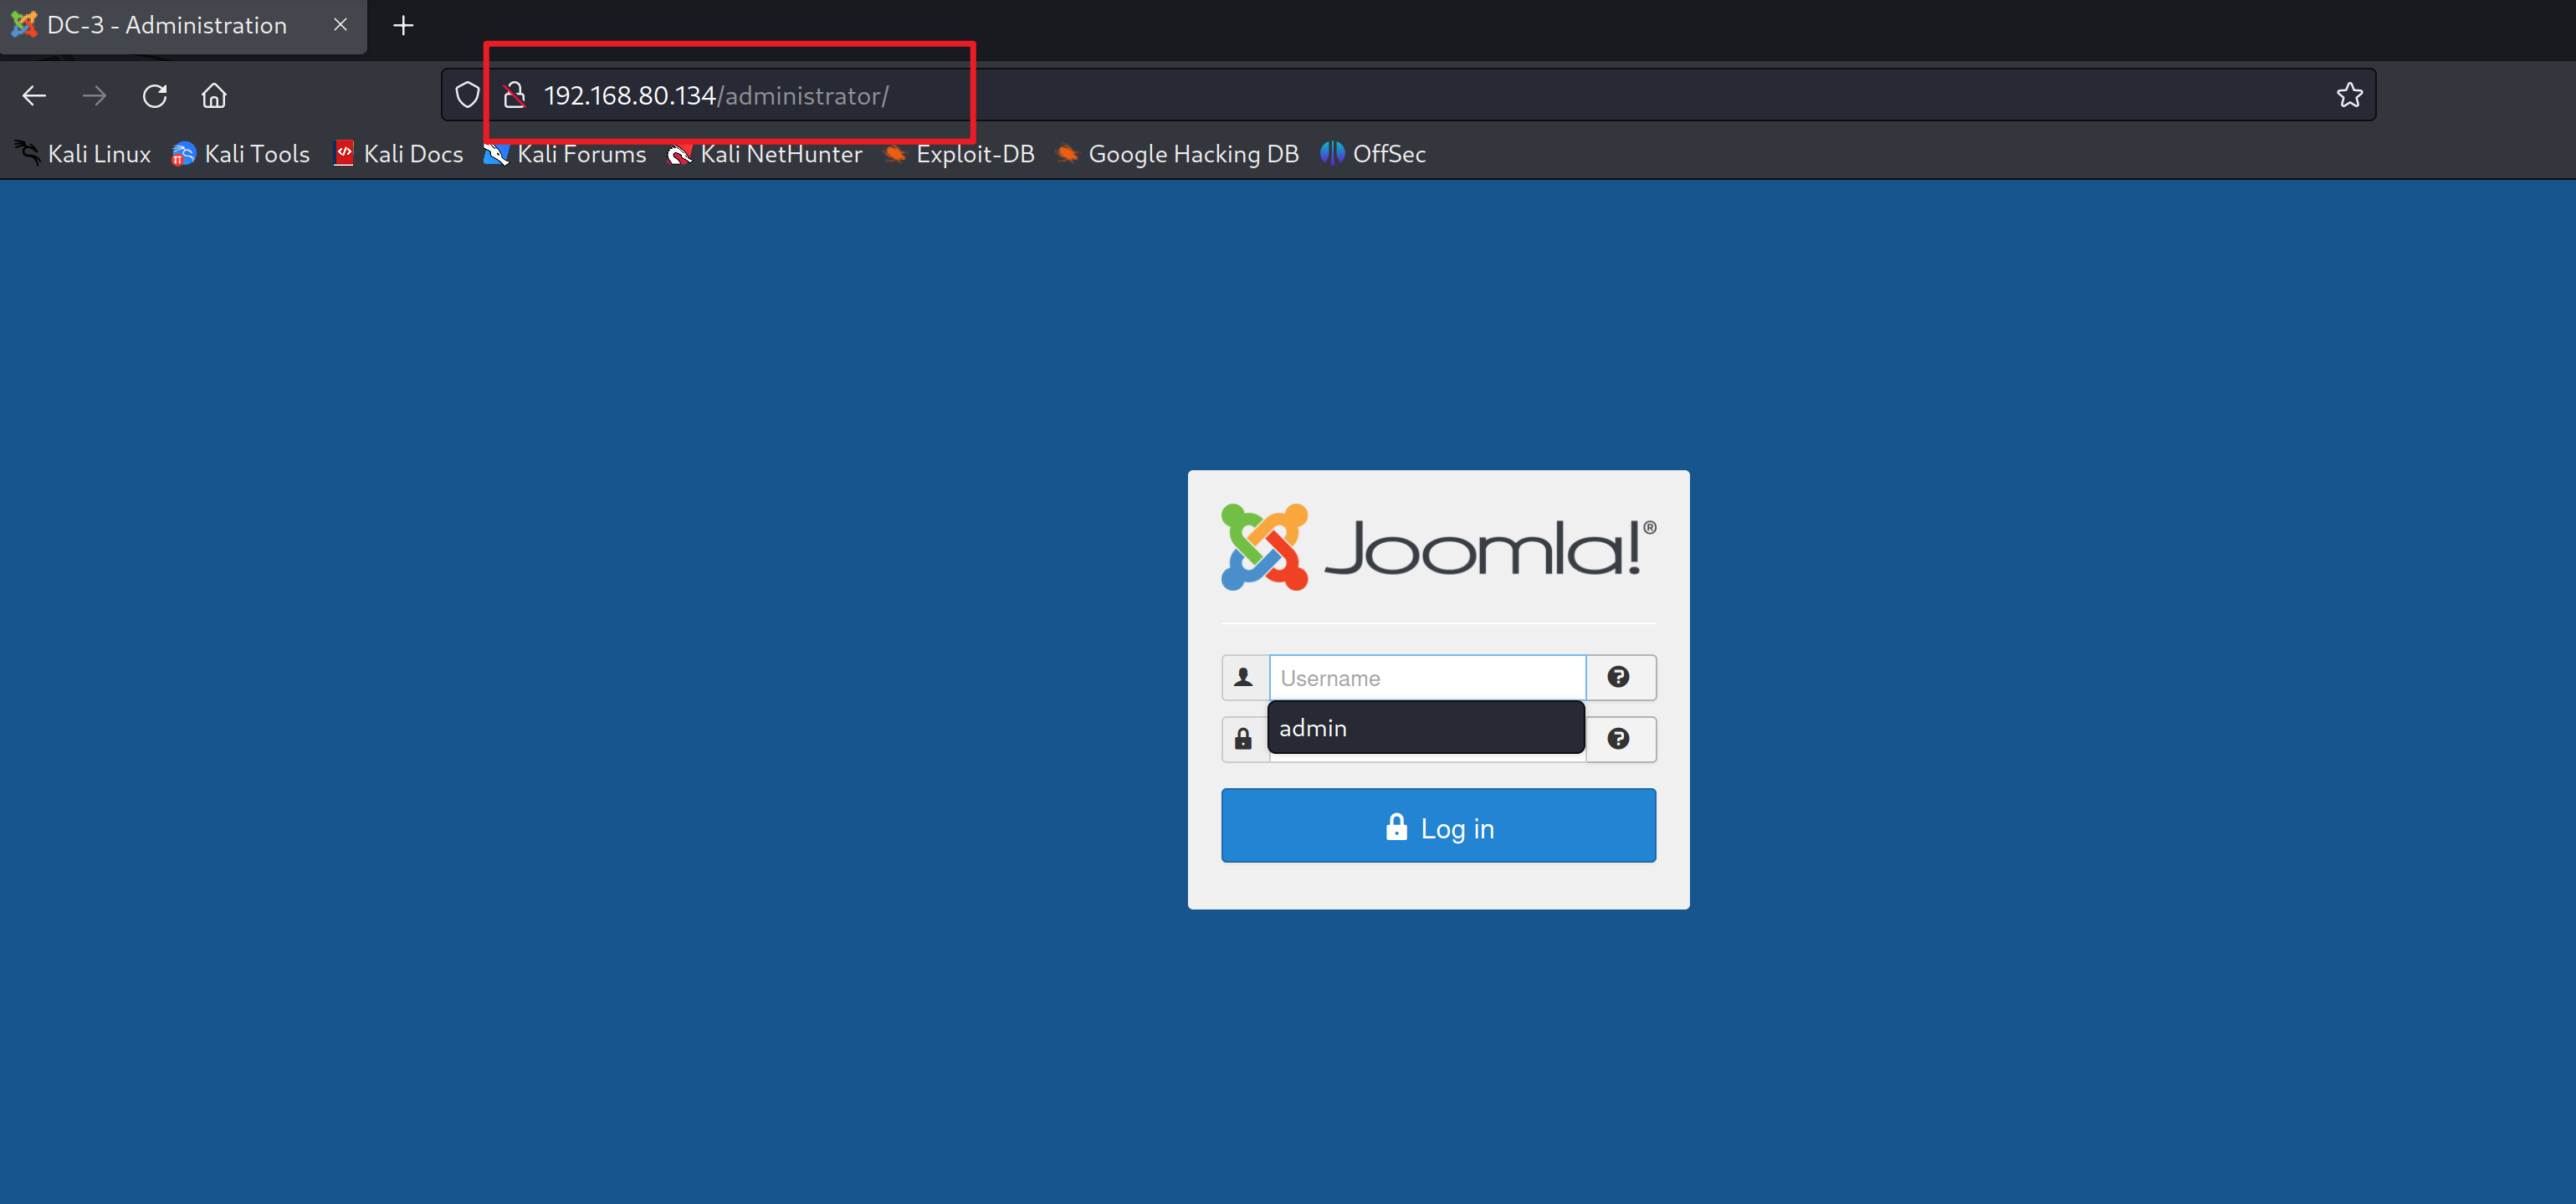 DC-3 - Administration
192.168.80.134/administrator/
Kali Linux Kali Tools Kali Docs Kali Forums Kali NetHunter Exploit-DB Google Hacking DB OffSec
Joomla!®
Username
admin
Log in